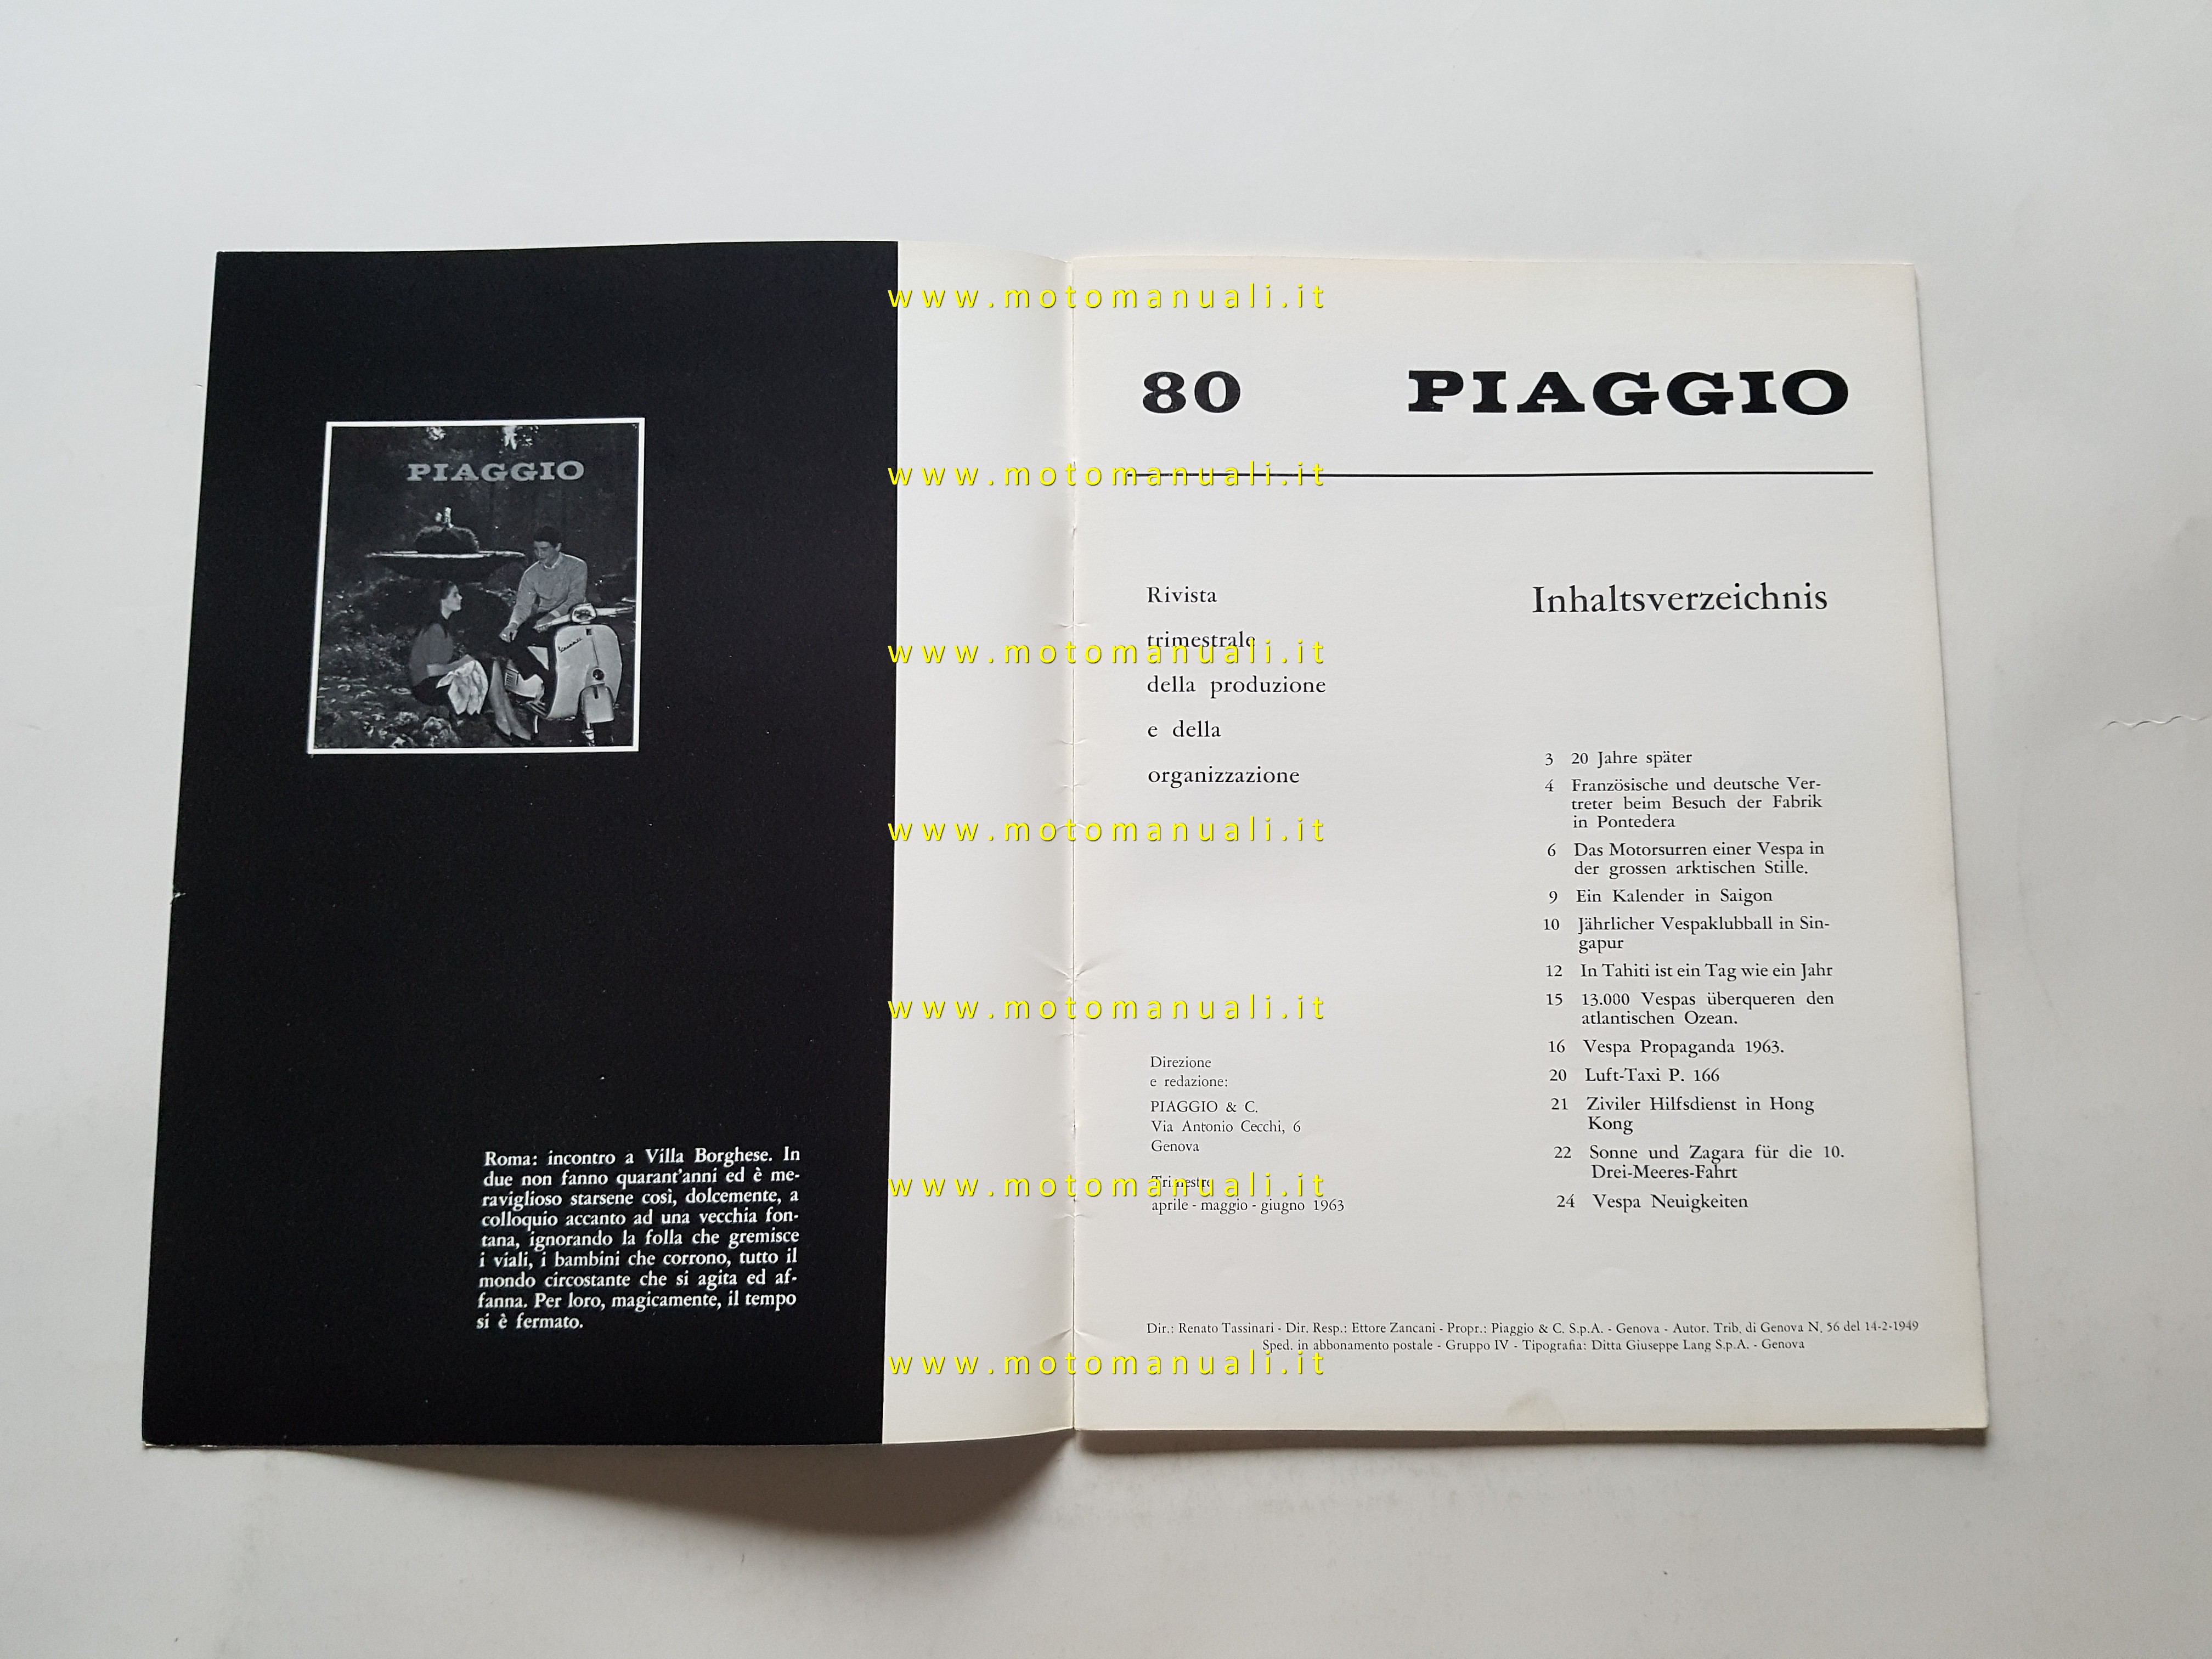 PIAGGIO
Roma: incontro a Villa Borghese. In
due non fanno quarant'anni ed è me-
raviglioso starsene così, dolcemente, a
colloquio accanto ad una vecchia fon-
tana, ignorando la folla che gremisce
i viali, i bambini che corrono, tutto il
mondo circostante che si agita ed af-
fanna. Per loro, magicamente, il tempo
si è fermato.
www.motomanuali.it
80 PIAGGIO
www.motomanuali.it
Rivista
trimestrale
www.motomanuali.it
della produzione
e della
organizzazione
www.motomanuali.it
www.motomanuali.it
Direzione
e redazione:
PIAGGIO & C.
Via Antonio Cecchi, 6
Genova
Trimestre
www.motomanuali.it
aprile - maggio - giugno 1963
Inhaltsverzeichnis
3 20 Jahre später
4 Französische und deutsche Ver-
treter beim Besuch der Fabrik
in Pontedera
6 Das Motorsurren einer Vespa in
der grossen arktischen Stille.
9 Ein Kalender in Saigon
10 Jährlicher Vespaklubball in Sin-
gapur
12 In Tahiti ist ein Tag wie ein Jahr
15 13.000 Vespas überqueren den
atlantischen Ozean.
16 Vespa Propaganda 1963.
20 Luft-Taxi P. 166
21 Ziviler Hilfsdienst in Hong
Kong
22 Sonne und Zagara für die 10.
Drei-Meeres-Fahrt
24 Vespa Neuigkeiten
Dir.: Renato Tassinari - Dir. Resp.: Ettore Zancani - Propr.: Piaggio & C. S.p.A. - Genova - Autor. Trib. di Genova N. 56 del 14-2-1949
Sped. in abbonamento postale - Gruppo IV - Tipografia: Ditta Giuseppe Lang S.p.A. - Genova
www.motomanuali.it